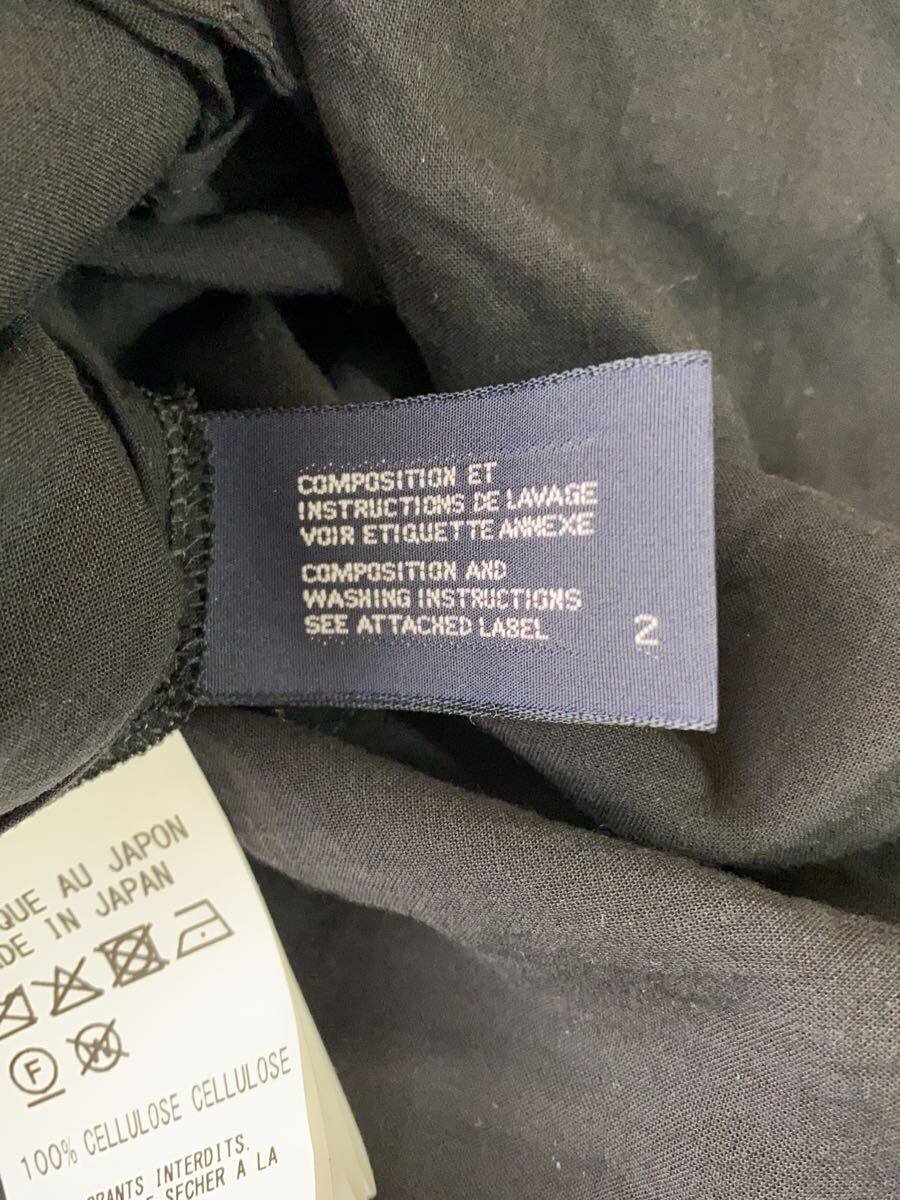 COMPOSITION ET
INSTRUCTIONS DE LAVAGE
VOIR ETIQUETTE ANNEXE
COMPOSITION AND
WASHING INSTRUCTIONS
SEE ATTACHED LABEL
2
QUE AU JAPON
DE IN JAPAN
F
W
100% CELLULOSE CELLULOSE
RANTS INTERDITS.
SECHER A LA